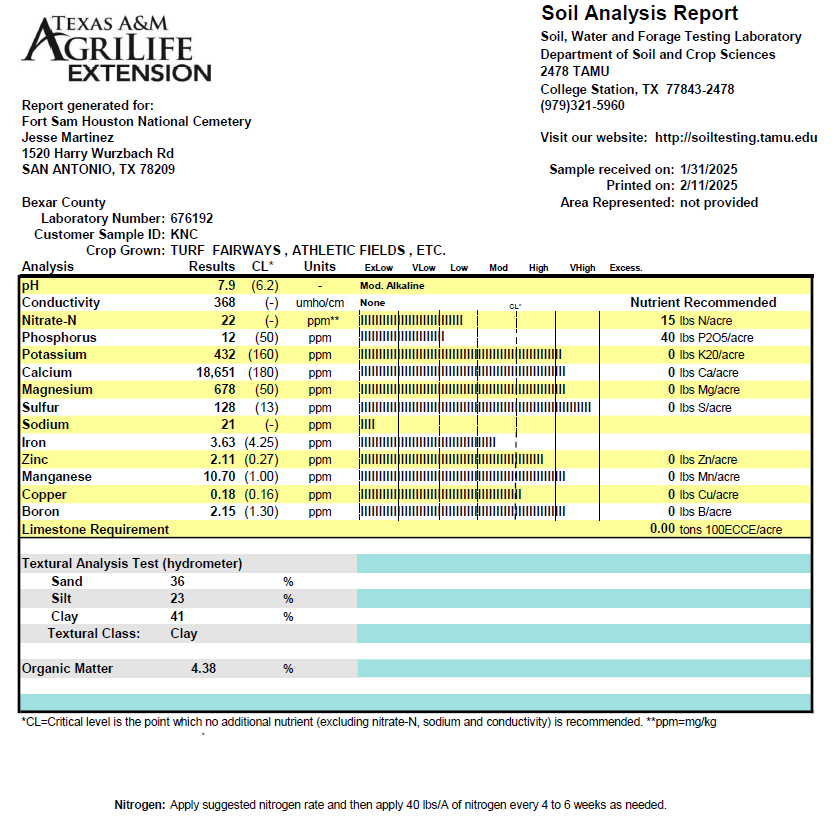 TEXAS A&M
AGRILIFE
EXTENSION
Soil Analysis Report
Soil, Water and Forage Testing Laboratory
Department of Soil and Crop Sciences
2478 TAMU
College Station, TX 77843-2478
(979)321-5960
Visit our website: http://soiltesting.tamu.edu
Report generated for:
Fort Sam Houston National Cemetery
Jesse Martinez
1520 Harry Wurzbach Rd
SAN ANTONIO, TX 78209
Sample received on: 1/31/2025
Printed on: 2/11/2025
Area Represented: not provided
Bexar County
Laboratory Number: 676192
Customer Sample ID: KNC
Crop Grown: TURF FAIRWAYS , ATHLETIC FIELDS , ETC.
Analysis Results CL* Units ExLow VLow Low Mod High VHigh Excess.
pH 7.9 (6.2) - Mod. Alkaline
Conductivity 368 (-) umho/cm None CL* Nutrient Recommended
Nitrate-N 22 (-) ppm** 15 lbs N/acre
Phosphorus 12 (50) ppm 40 lbs P2O5/acre
Potassium 432 (160) ppm 0 lbs K20/acre
Calcium 18,651 (180) ppm 0 lbs Ca/acre
Magnesium 678 (50) ppm 0 lbs Mg/acre
Sulfur 128 (13) ppm 0 lbs S/acre
Sodium 21 (-) ppm
Iron 3.63 (4.25) ppm
Zinc 2.11 (0.27) ppm 0 lbs Zn/acre
Manganese 10.70 (1.00) ppm 0 lbs Mn/acre
Copper 0.18 (0.16) ppm 0 lbs Cu/acre
Boron 2.15 (1.30) ppm 0 lbs B/acre
Limestone Requirement 0.00 tons 100ECCE/acre
Textural Analysis Test (hydrometer)
Sand 36 %
Silt 23 %
Clay 41 %
Textural Class: Clay
Organic Matter 4.38 %
*CL=Critical level is the point which no additional nutrient (excluding nitrate-N, sodium and conductivity) is recommended. **ppm=mg/kg
`
Nitrogen: Apply suggested nitrogen rate and then apply 40 lbs/A of nitrogen every 4 to 6 weeks as needed.